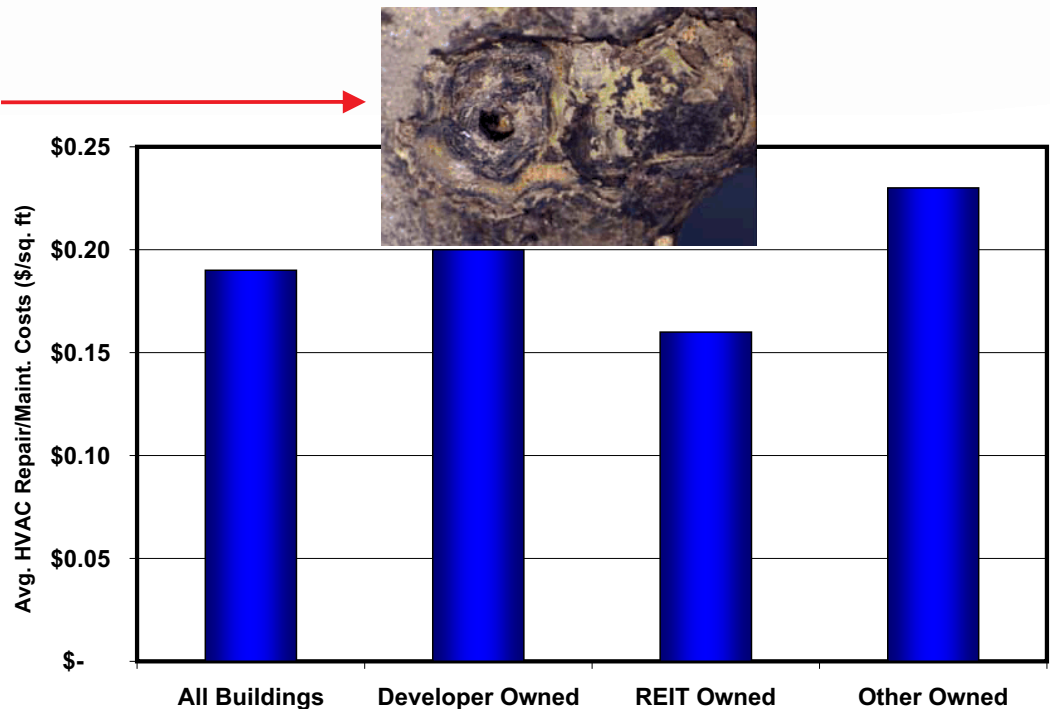 Avg. HVAC Repair/Maint. Costs ($/sq. ft)
$0.25
$0.20
$0.15
$0.10
$0.05
$-
All Buildings
Developer Owned
REIT Owned
Other Owned